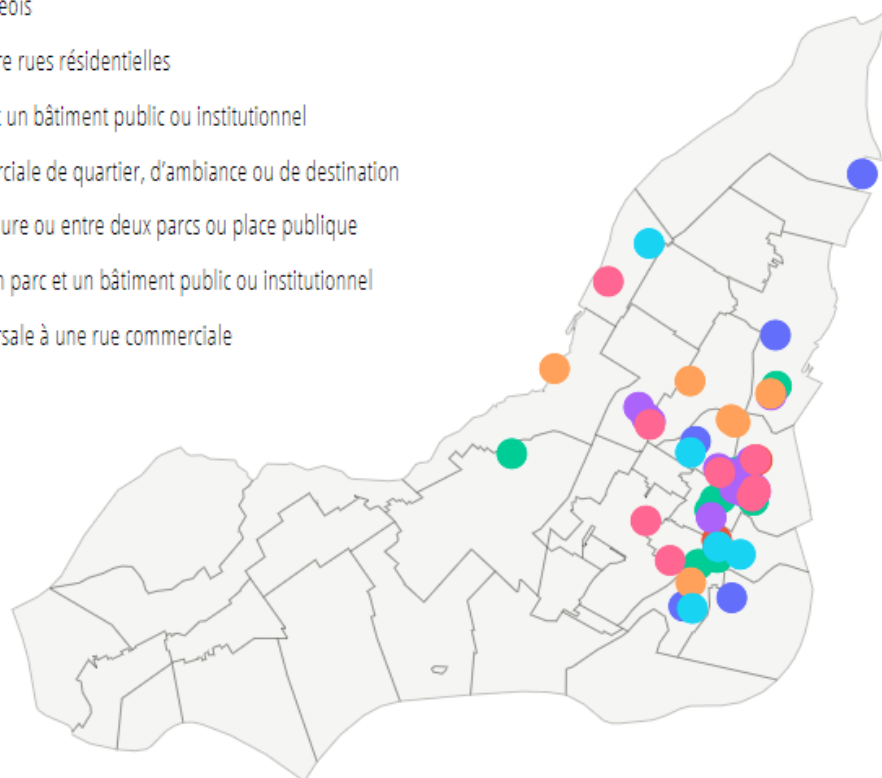 eois
re rues résidentielles
t un bâtiment public ou institutionnel
rciale de quartier, d'ambiance ou de destination
ure ou entre deux parcs ou place publique
n parc et un bâtiment public ou institutionnel
rsale à une rue commerciale